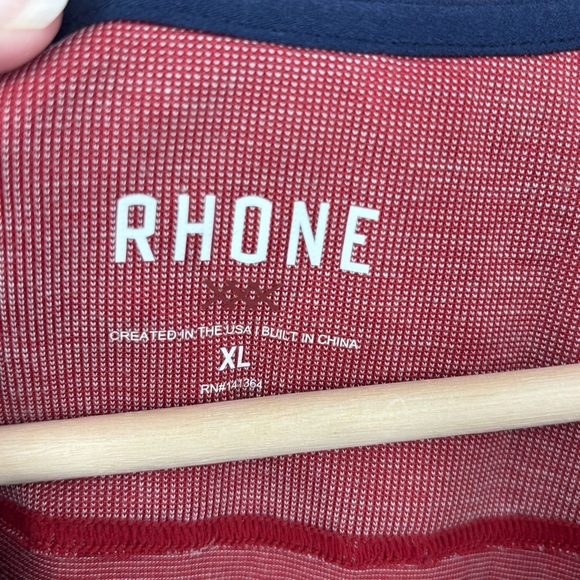 RHONE
CREATED IN THE USA / BUILT IN CHINA
XL
RN#141364